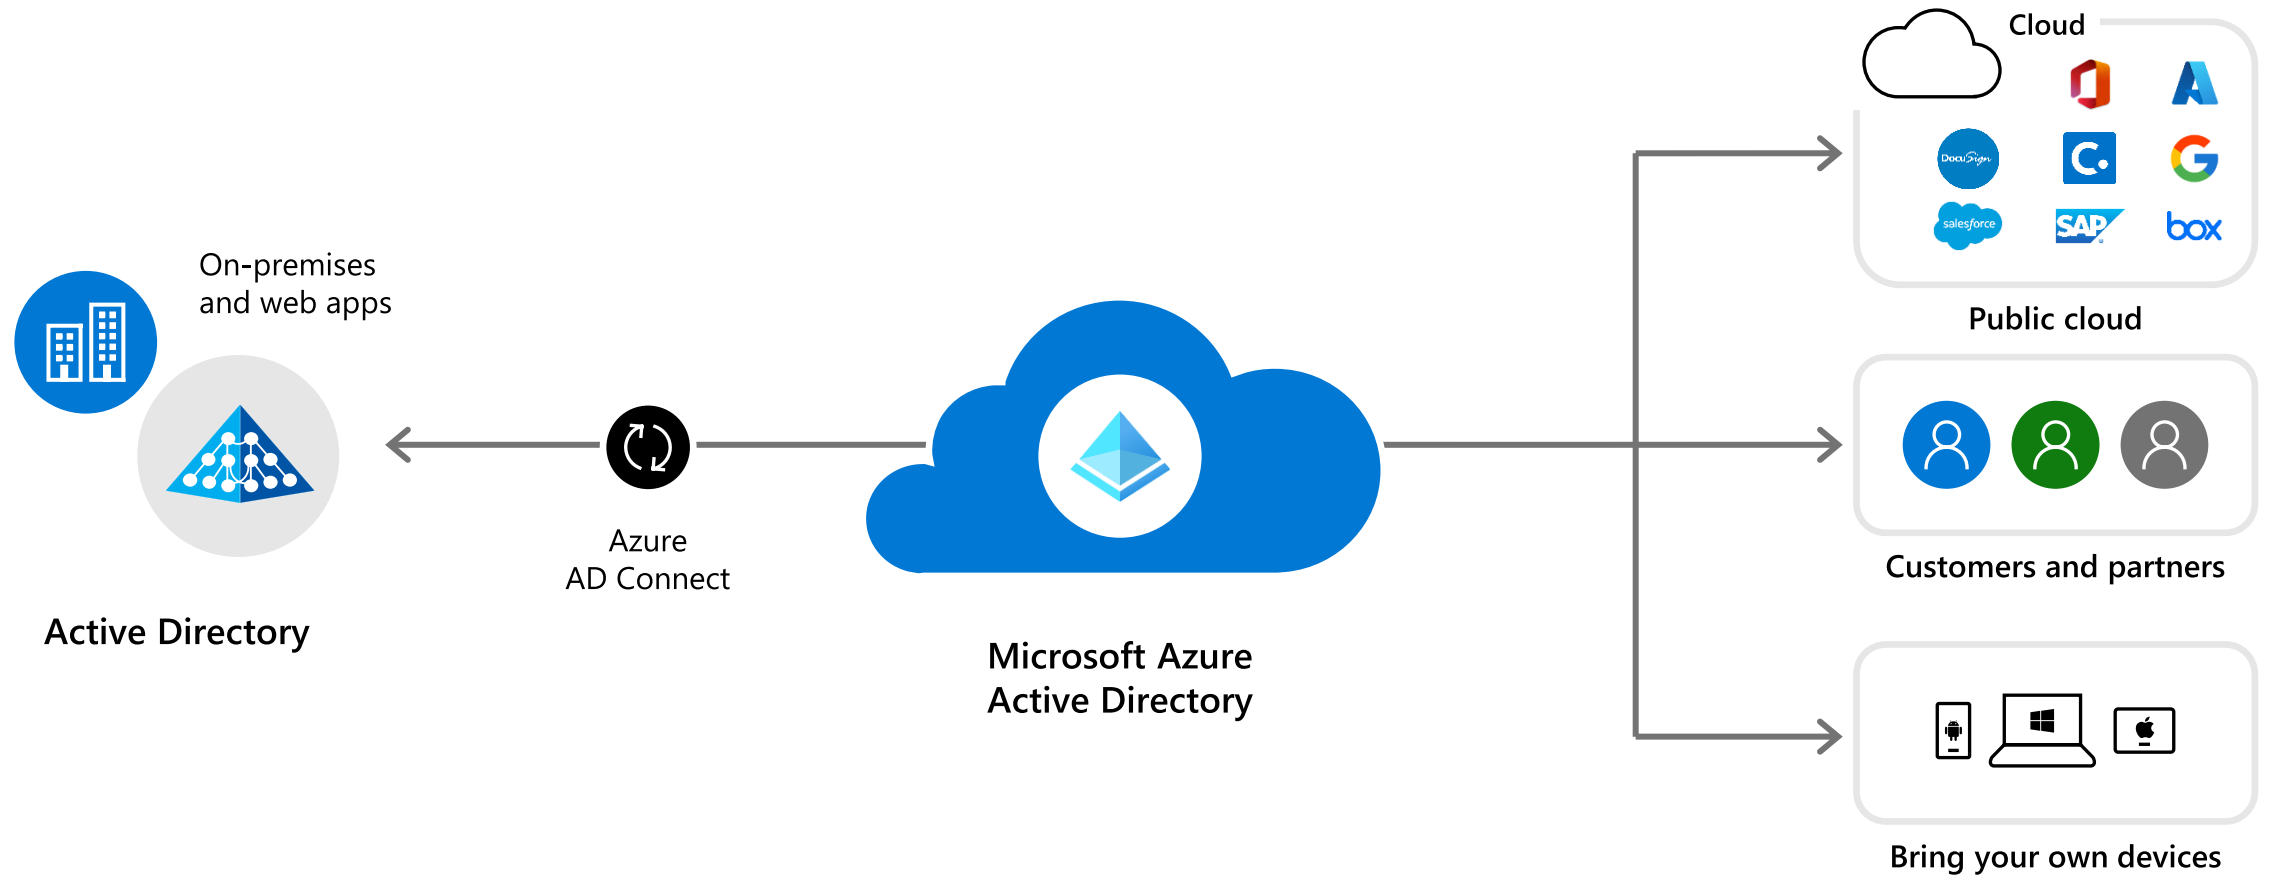 Cloud
DocuSign
C.
G
salesforce
SAP
box
Public cloud
On-premises
and web apps
Azure
AD Connect
Active Directory
Microsoft Azure
Active Directory
Customers and partners
Bring your own devices